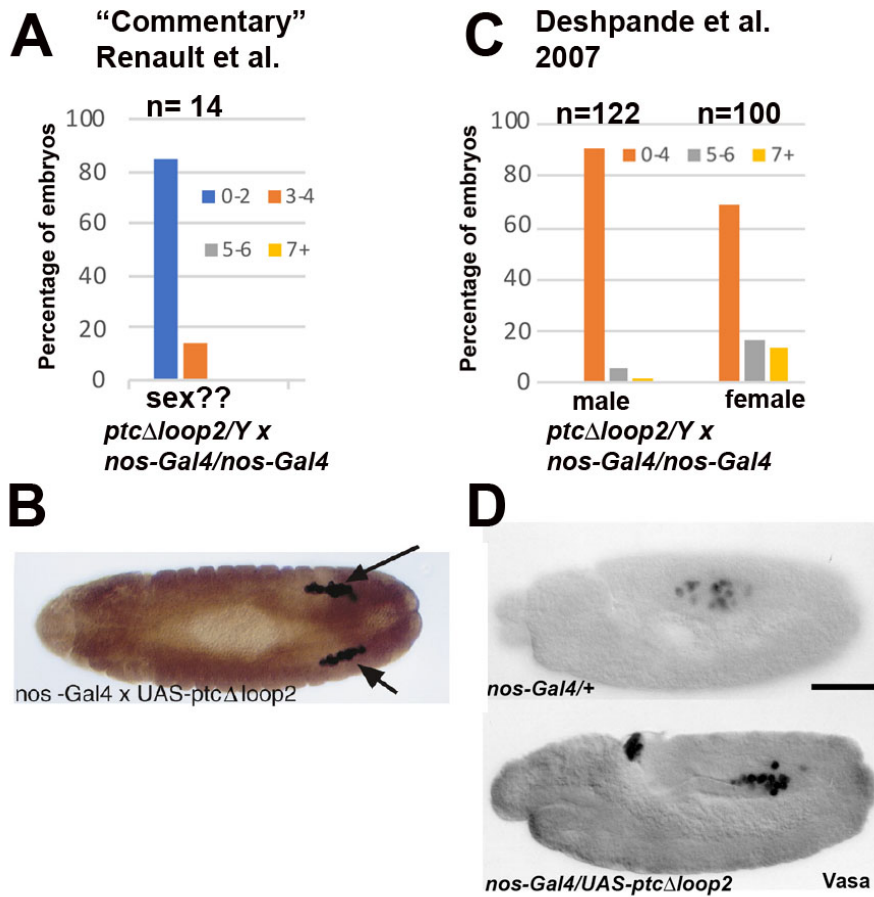 A
“Commentary”
Renault et al.
n= 14
Percentage of embryos
100
80
60
40
20
0
0-2
3-4
5-6
7+
sex??
ptcΔloop2/Y x
nos-Gal4/nos-Gal4
C
Deshpande et al.
2007
n=122
n=100
Percentage of embryos
100
80
60
40
20
0
0-4
5-6
7+
male
female
ptcΔloop2/Y x
nos-Gal4/nos-Gal4
B
nos -Gal4 x UAS-ptcΔloop2
D
nos-Gal4/+
nos-Gal4/UAS-ptcΔloop2
Vasa